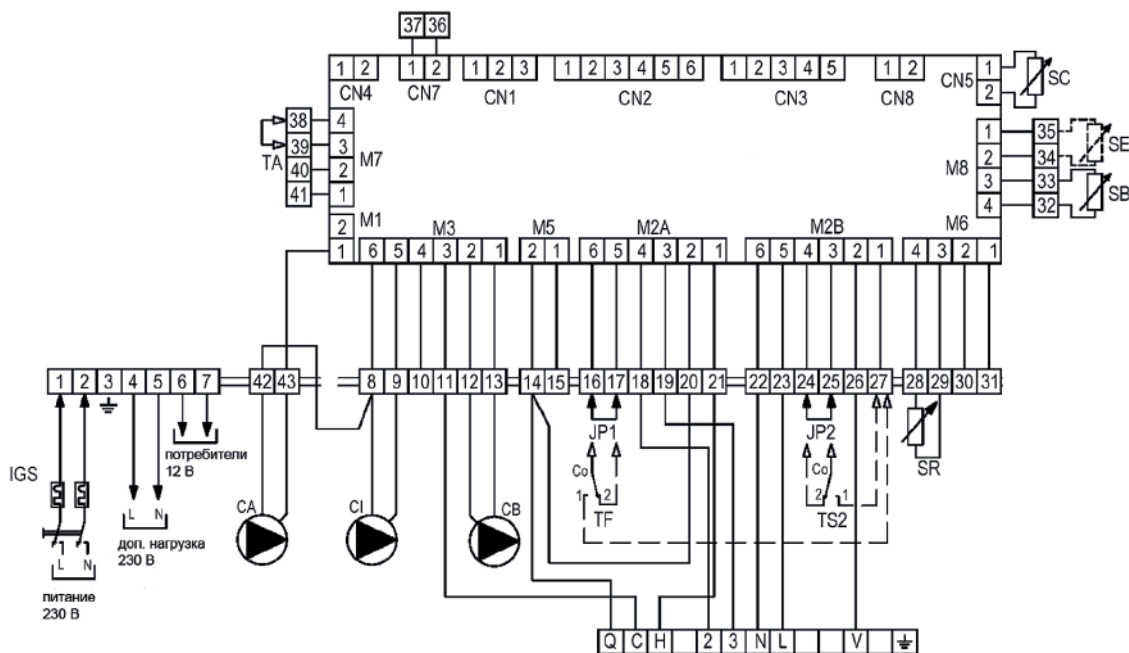 37 36
1 2 1 2 1 2 3 1 2 3 4 5 6 1 2 3 4 5 1 2 1 SC
CN4 CN7 CN1 CN2 CN3 CN8 CN5 2
38 4 1 35 SE
39 3 2 34
TA M7 M8
40 2 3 33 SB
41 1 4 32
2 M1 M3 M5 M2A M2B M6
1 6 5 4 3 2 1 2 1 6 5 4 3 2 1 6 5 4 3 2 1 4 3 2 1
1 2 3 4 5 6 7 42 43 8 9 10 11 12 13 14 15 16 17 18 19 20 21 22 23 24 25 26 27 28 29 30 31
JP1 JP2 SR
потребители
12 В
IGS
Co Co
1 2 2 1
TF TS2
CA CI CB
L N
доп. нагрузка
230 В
L N
питание
230 В
Q C H 2 3 N L V